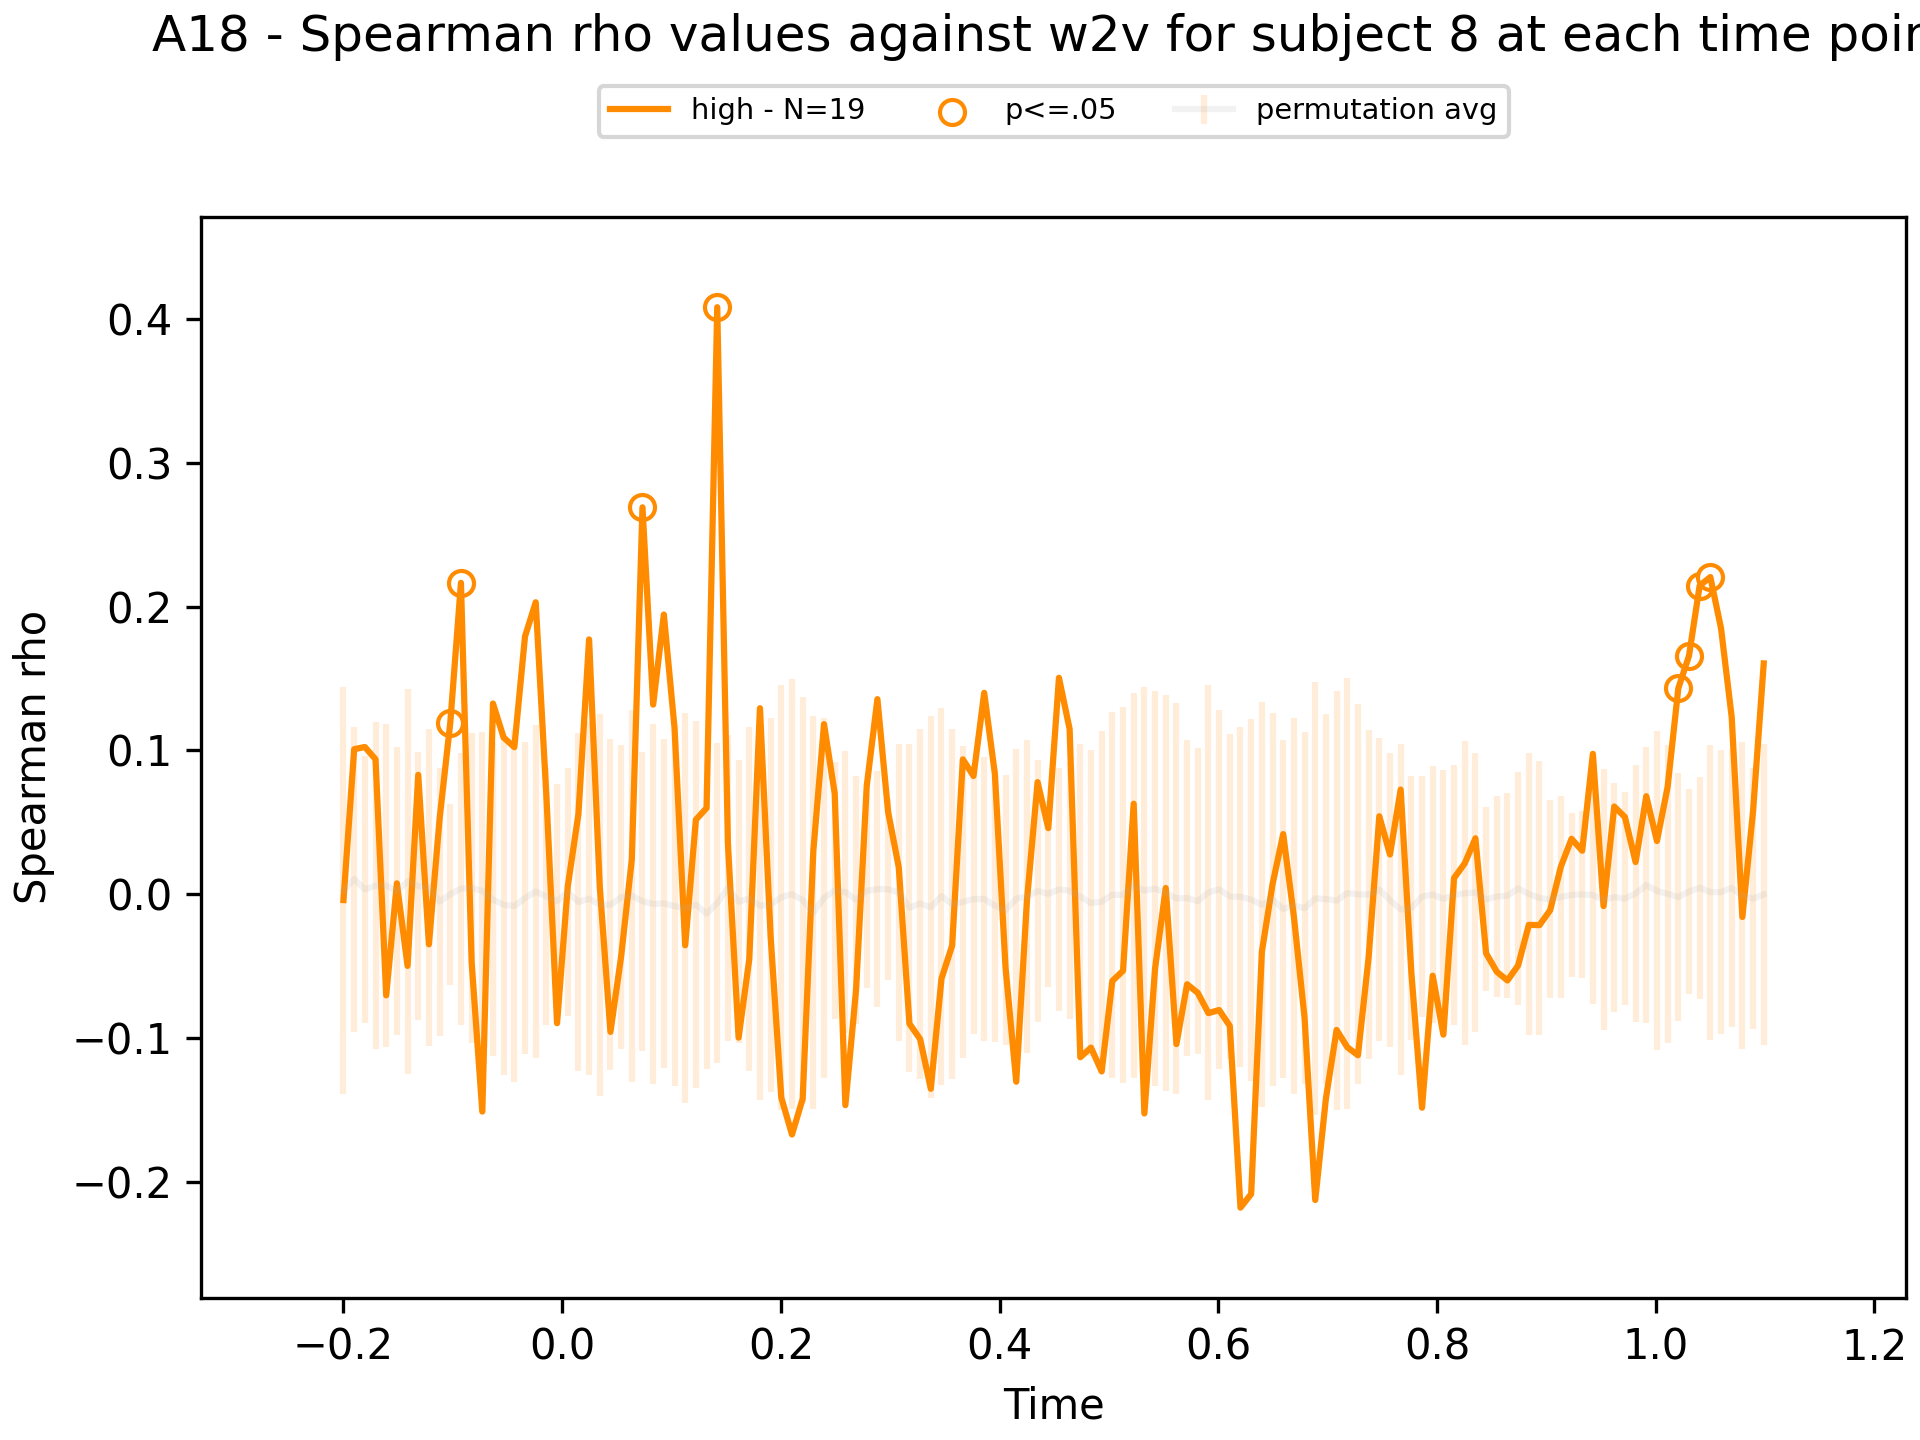 A18 - Spearman rho values against w2v for subject 8 at each time poin
high - N=19 p<=.05 permutation avg
0.4
0.3
0.2
0.1
0.0
−0.1
−0.2
Spearman rho
−0.2 0.0 0.2 0.4 0.6 0.8 1.0 1.2
Time